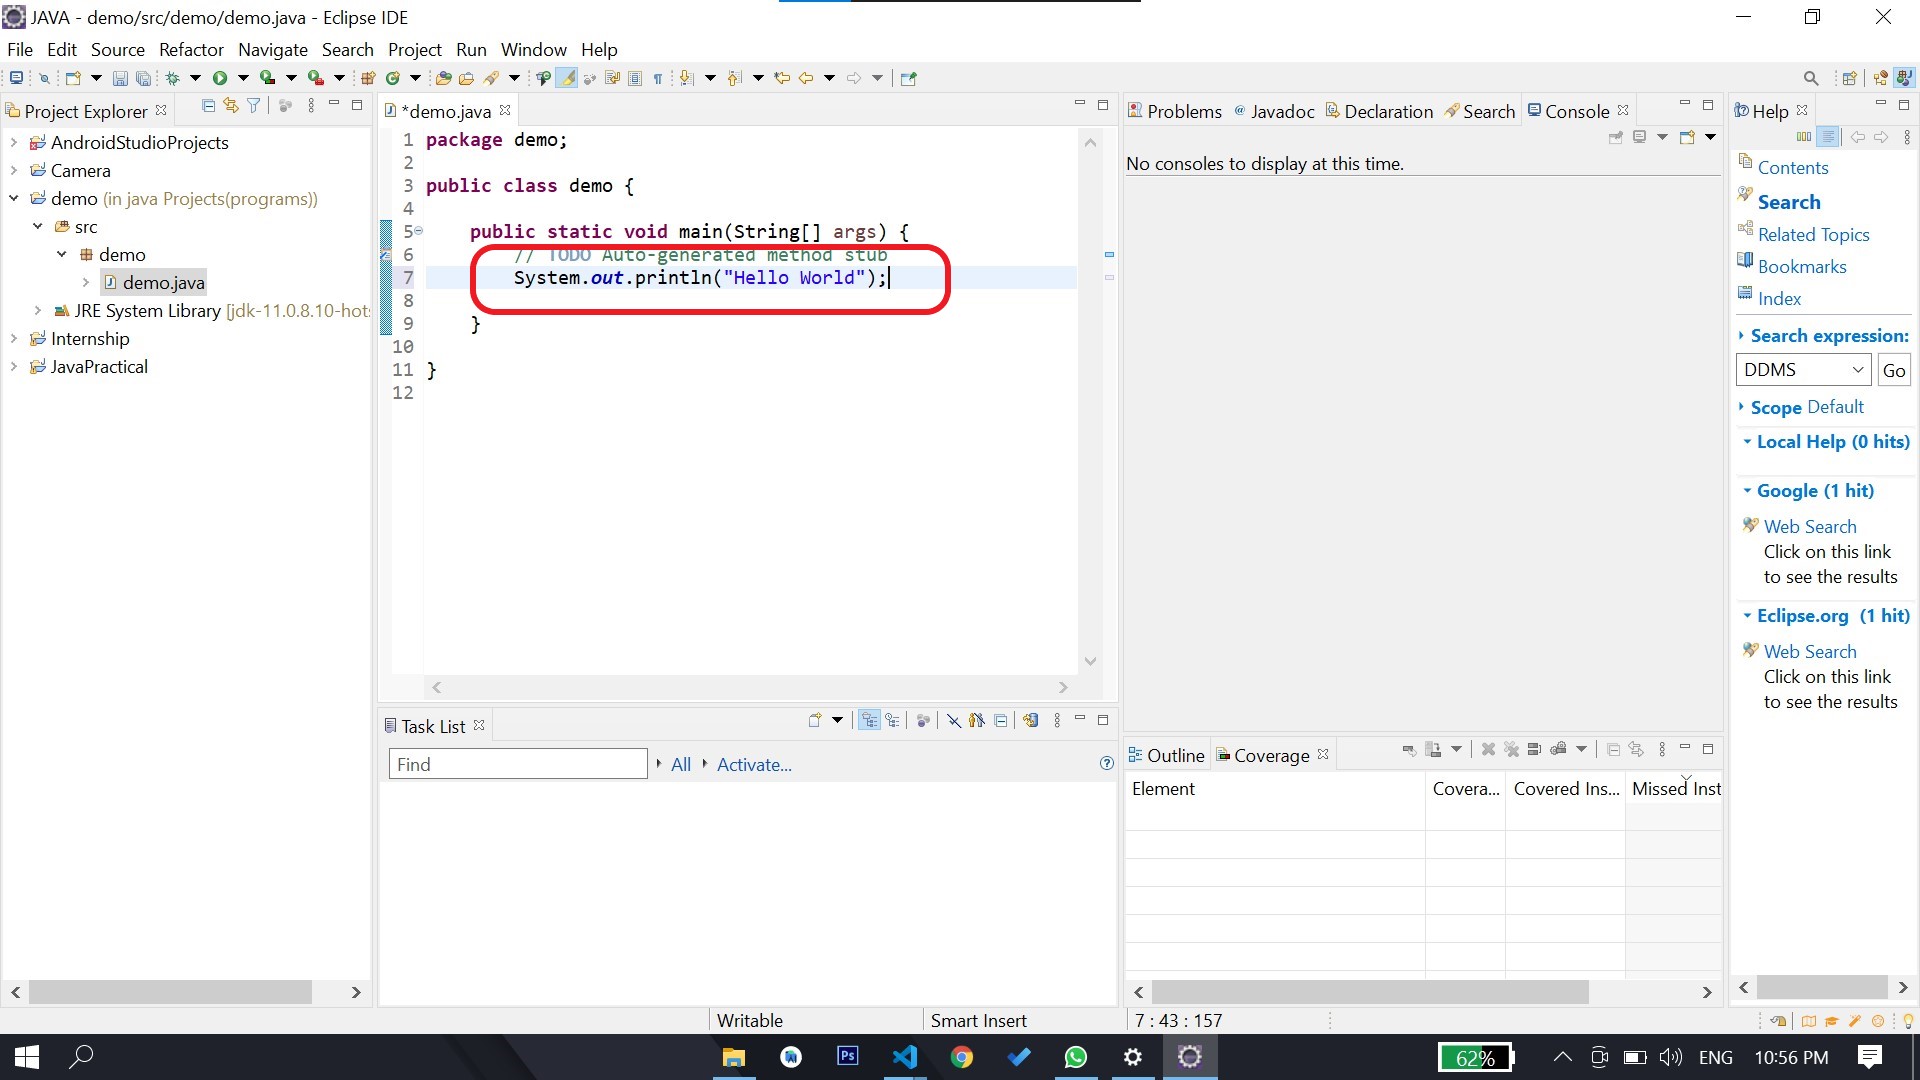 JAVA - demo/src/demo/demo.java - Eclipse IDE
File Edit Source Refactor Navigate Search Project Run Window Help
Project Explorer
AndroidStudioProjects
Camera
demo (in java Projects(programs))
src
demo
demo.java
JRE System Library [jdk-11.0.8.10-hot
Internship
JavaPractical
*demo.java
1 package demo;
2
3 public class demo {
4
5 public static void main(String[] args) {
6 // TODO Auto-generated method stub
7 System.out.println("Hello World");
8
9 }
10
11 }
12
Task List
Find All Activate...
Problems Javadoc Declaration Search Console
No consoles to display at this time.
Outline Coverage
Element Covera... Covered Ins... Missed Inst
Help
Contents
Search
Related Topics
Bookmarks
Index
Search expression:
DDMS Go
Scope Default
Local Help (0 hits)
Google (1 hit)
Web Search
Click on this link
to see the results
Eclipse.org (1 hit)
Web Search
Click on this link
to see the results
Writable Smart Insert 7 : 43 : 157
Ps 62% ENG 10:56 PM